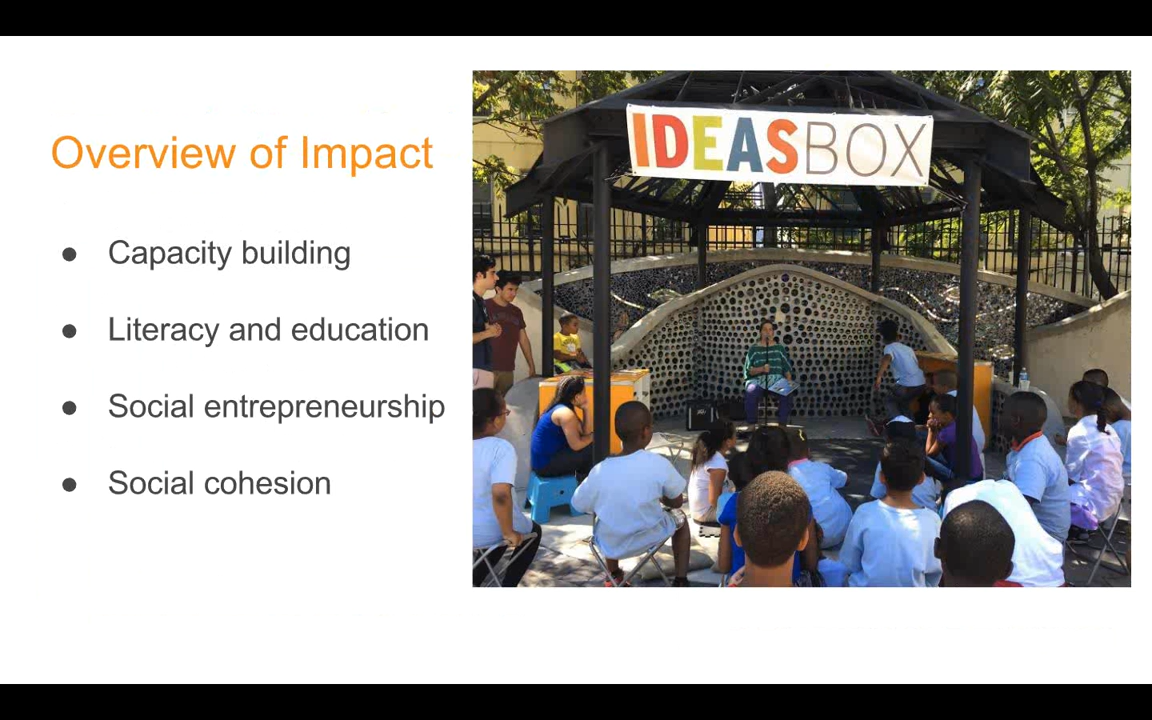 Overview of Impact
● Capacity building
● Literacy and education
● Social entrepreneurship
● Social cohesion
IDEASBOX